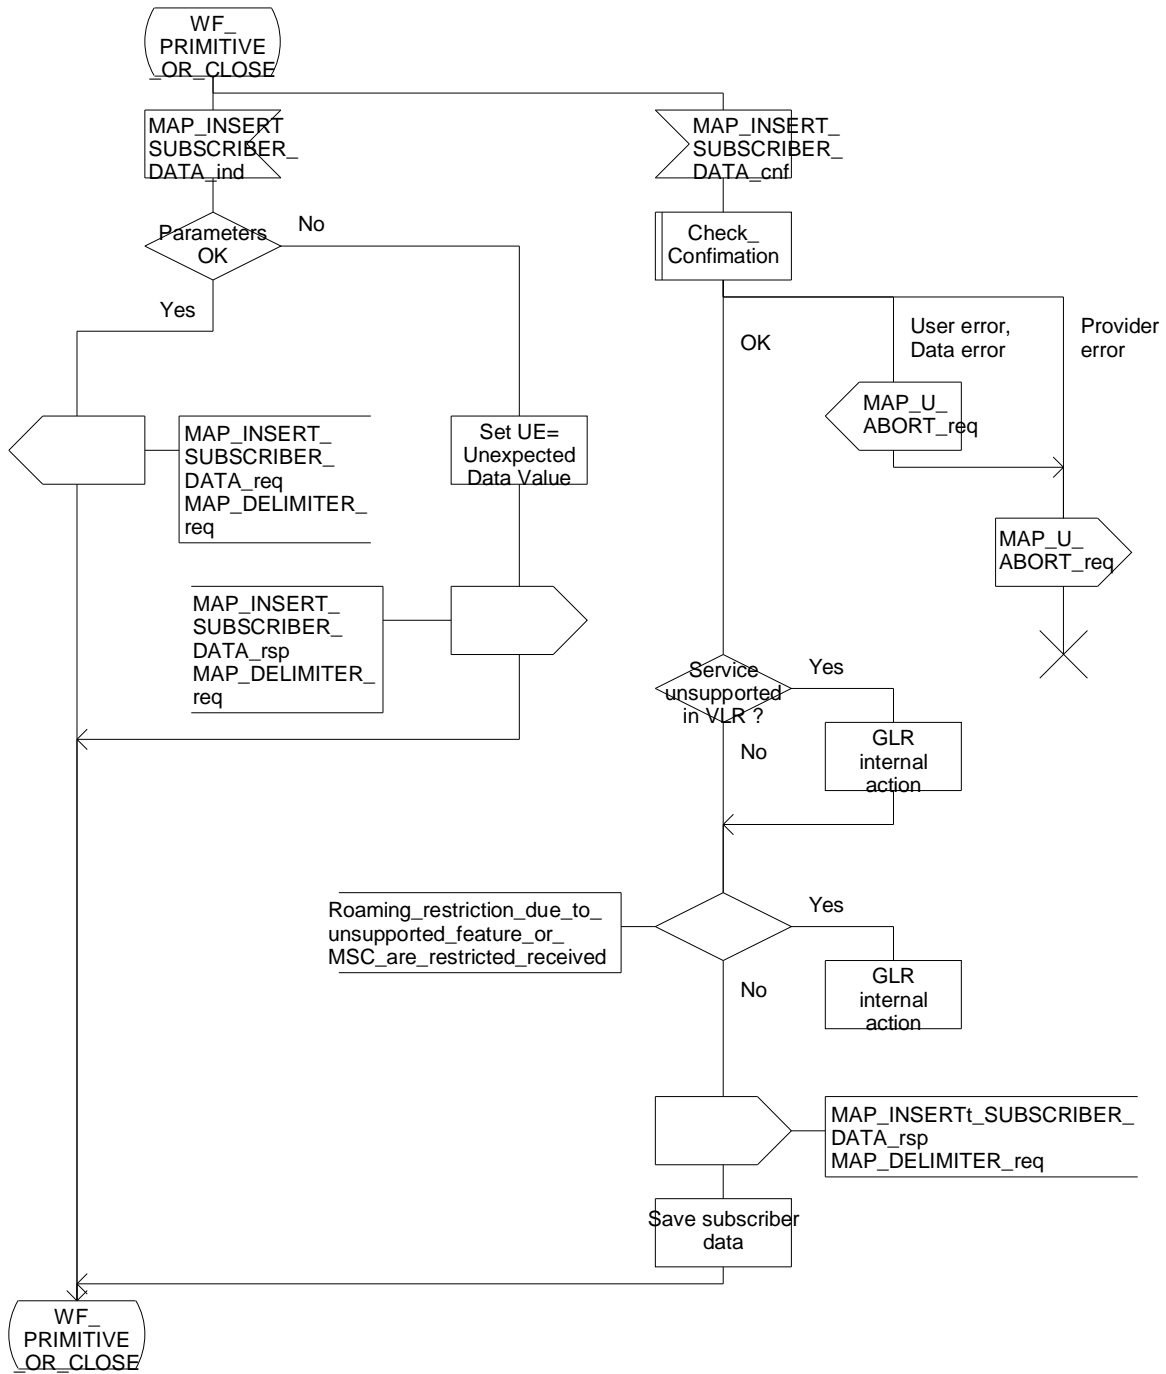 WF_
PRIMITIVE
_OR_CLOSE
MAP_INSERT
SUBSCRIBER_
DATA_ind
MAP_INSERT_
SUBSCRIBER_
DATA_cnf
Parameters
OK
No
Yes
Check_
Confimation
OK
User error,
Data error
Provider
error
MAP_U_
ABORT_req
MAP_INSERT_
SUBSCRIBER_
DATA_req
MAP_DELIMITER_
req
Set UE=
Unexpected
Data Value
MAP_U_
ABORT_req
MAP_INSERT_
SUBSCRIBER_
DATA_rsp
MAP_DELIMITER_
req
Service
unsupported
in VLR ?
Yes
No
GLR
internal
action
Roaming_restriction_due_to_
unsupported_feature_or_
MSC_are_restricted_received
Yes
No
GLR
internal
action
MAP_INSERTt_SUBSCRIBER_
DATA_rsp
MAP_DELIMITER_req
Save subscriber
data
WF_
PRIMITIVE
_OR_CLOSE